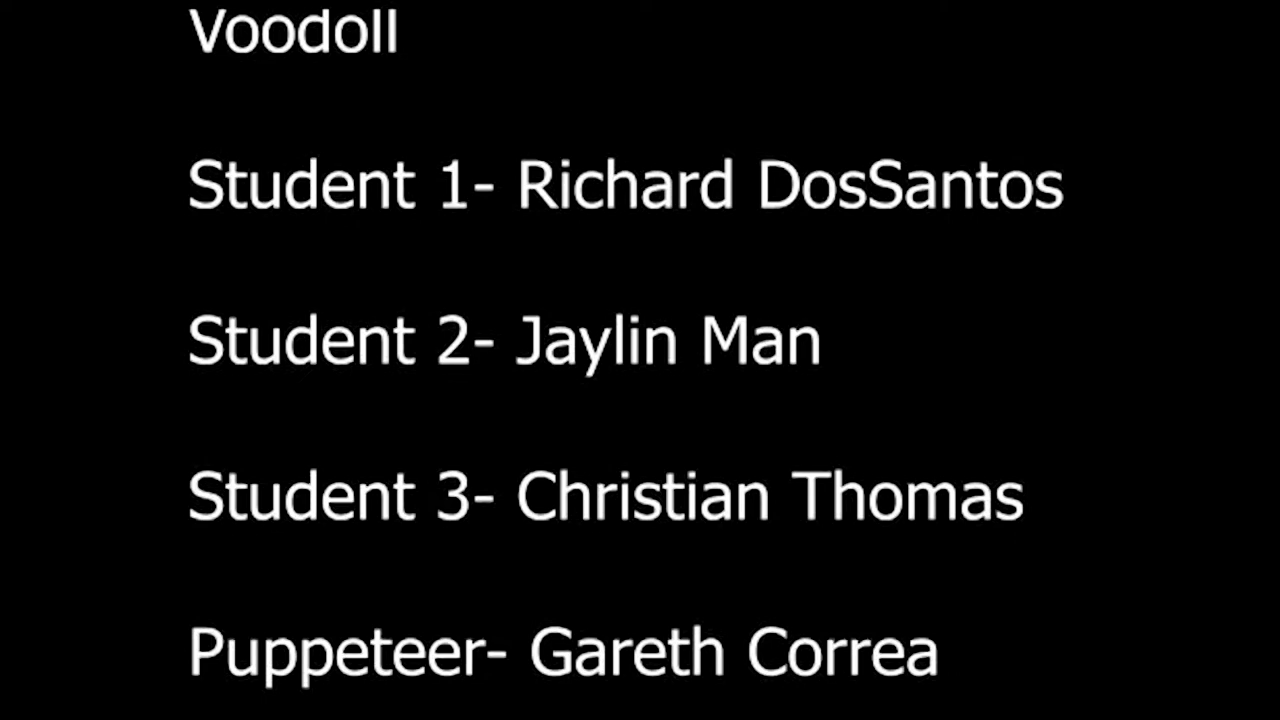 Voodoll
Student 1- Richard DosSantos
Student 2- Jaylin Man
Student 3- Christian Thomas
Puppeteer- Gareth Correa